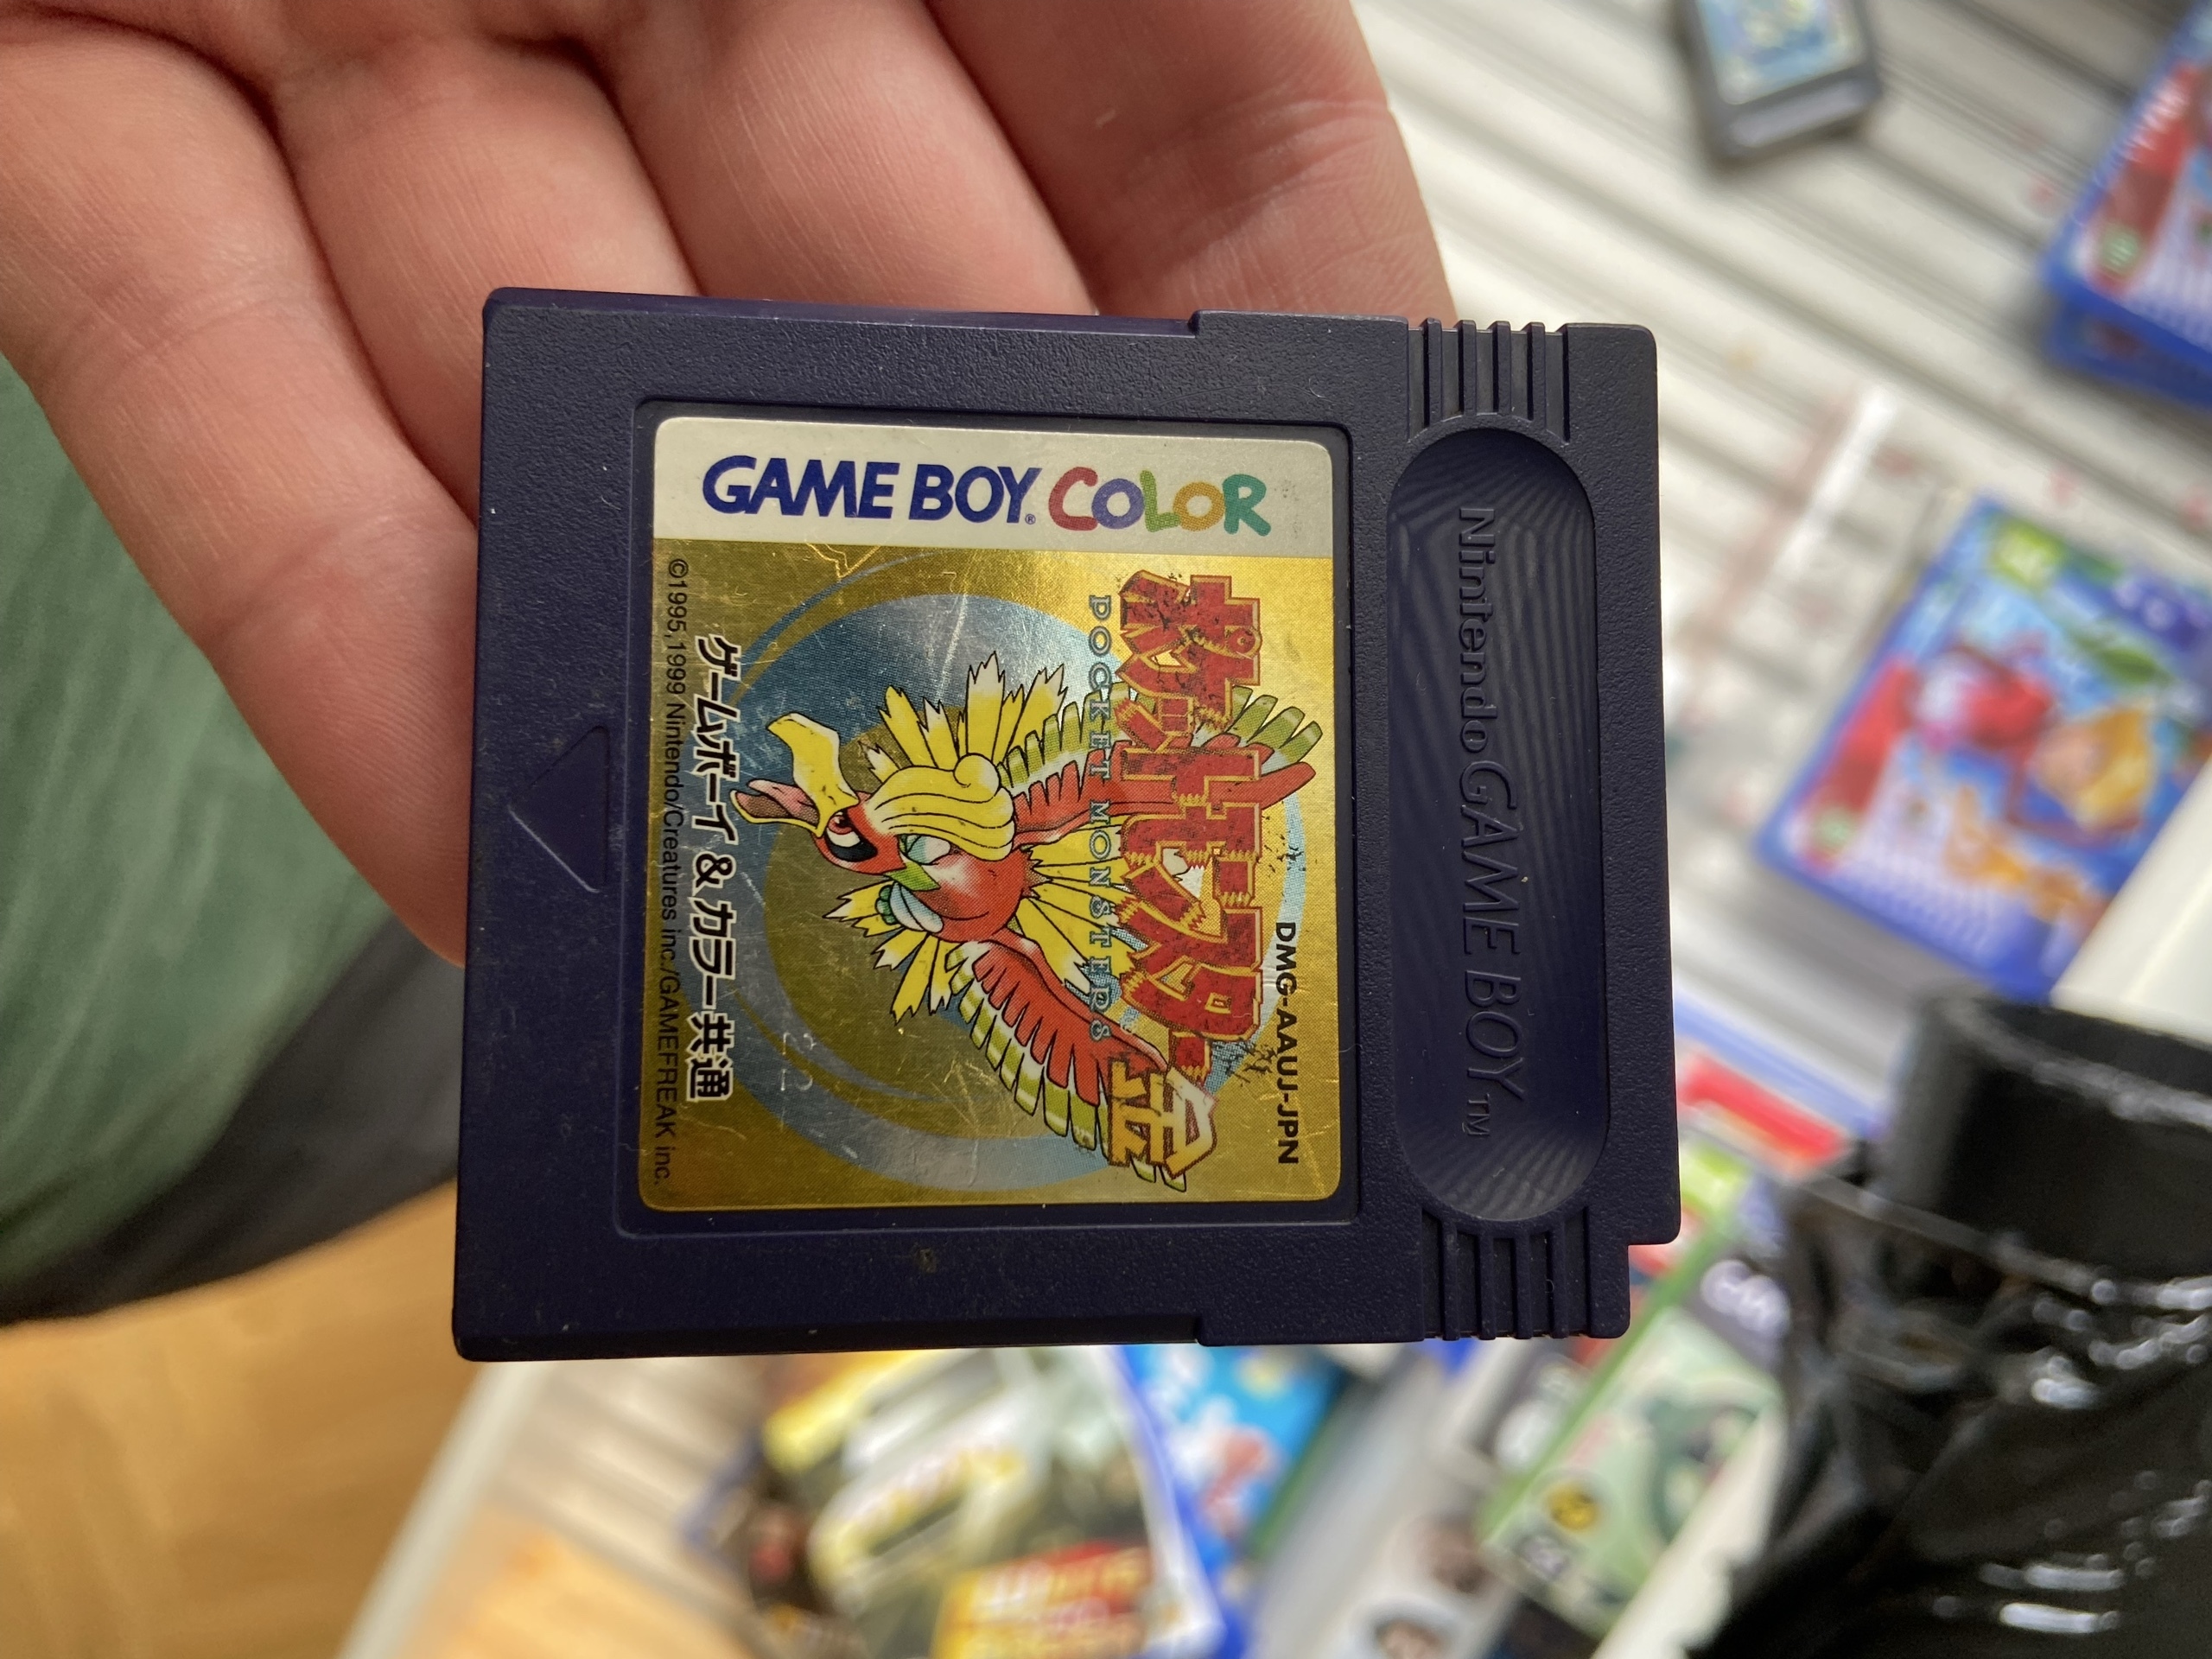 Nintendo GAME BOY™
DMG-AAUJ-JPN
ポケットモンスター金
POCKET MONSTERS
GAME BOY® COLOR
ゲームボーイ & カラー共通
©1995, 1999 Nintendo/Creatures inc./GAMEFREAK inc.